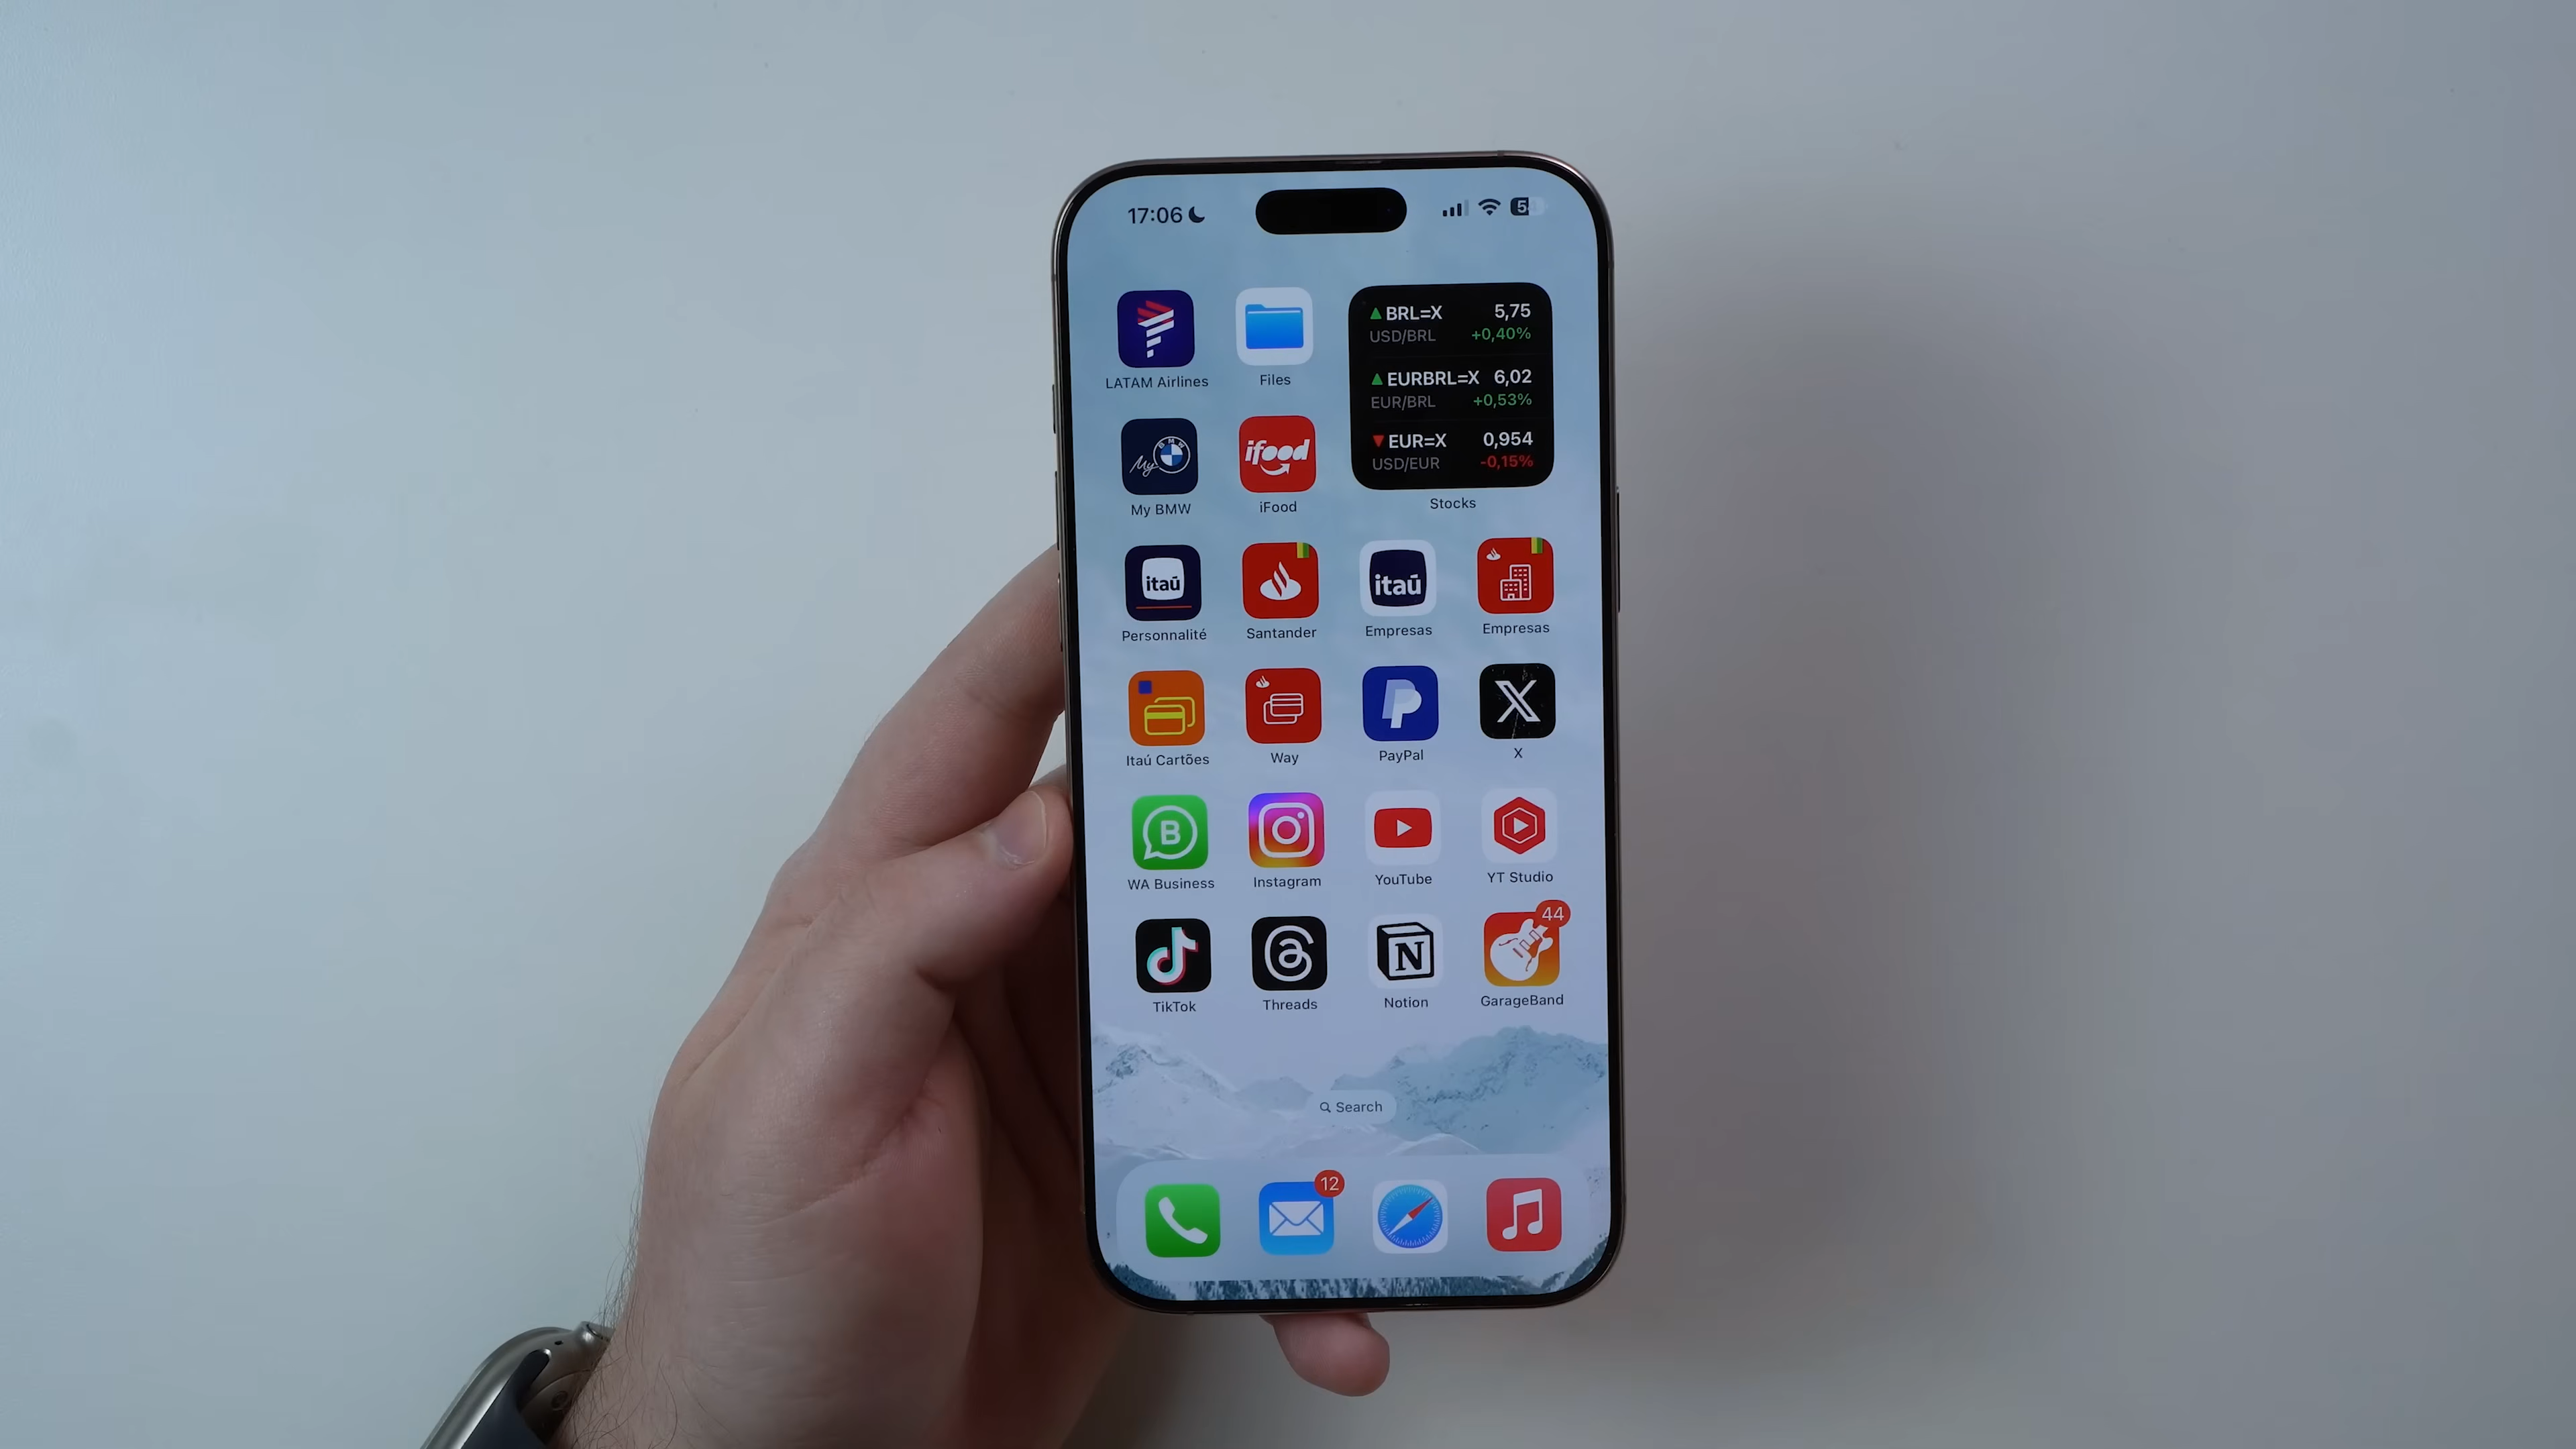 17:06
LATAM Airlines
Files
BRL=X 5,75
USD/BRL +0,40%
EURBRL=X 6,02
EUR/BRL +0,53%
EUR=X 0,954
USD/EUR -0,15%
Stocks
My
BMW
My BMW
ifood
iFood
itaú
Personnalité
Santander
itaú
Empresas
Empresas
Itaú Cartões
Way
PayPal
X
B
WA Business
Instagram
YouTube
YT Studio
TikTok
Threads
N
Notion
44
GarageBand
Search
12